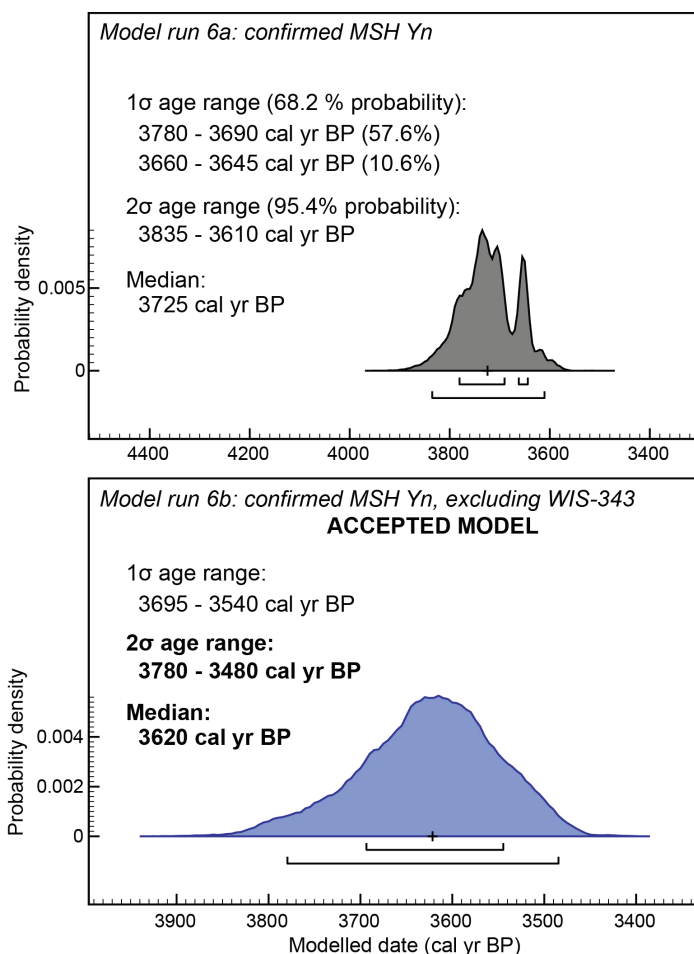 Model run 6a: confirmed MSH Yn
1σ age range (68.2 % probability):
3780 - 3690 cal yr BP (57.6%)
3660 - 3645 cal yr BP (10.6%)
2σ age range (95.4% probability):
3835 - 3610 cal yr BP
Median:
3725 cal yr BP
Probability density
0.005
0
4400 4200 4000 3800 3600 3400
Model run 6b: confirmed MSH Yn, excluding WIS-343
ACCEPTED MODEL
1σ age range:
3695 - 3540 cal yr BP
2σ age range:
3780 - 3480 cal yr BP
Median:
3620 cal yr BP
Probability density
0.004
0.002
0
3900 3800 3700 3600 3500 3400
Modelled date (cal yr BP)